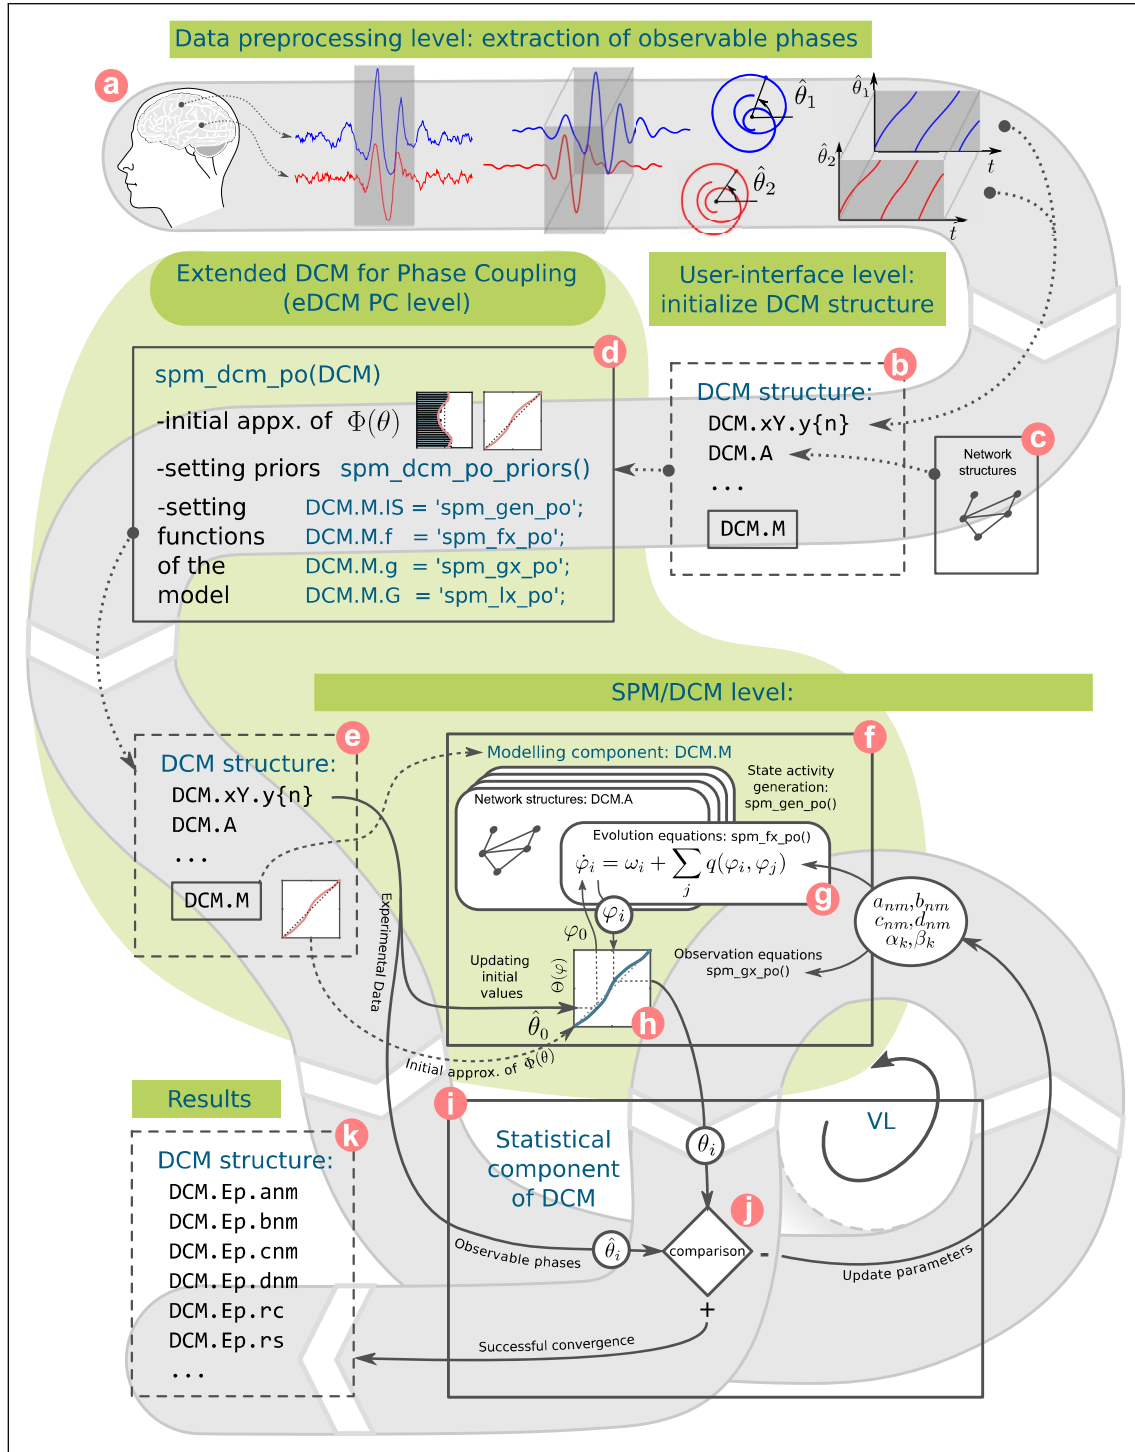 Data preprocessing level: extraction of observable phases
a
θ̂₁
θ̂₂
θ̂₁
t
θ̂₂
t
Extended DCM for Phase Coupling
(eDCM PC level)
User-interface level:
initialize DCM structure
d
spm_dcm_po(DCM)
-initial appx. of Φ(θ)
-setting priors spm_dcm_po_priors()
-setting DCM.M.IS = 'spm_gen_po';
functions DCM.M.f = 'spm_fx_po';
of the DCM.M.g = 'spm_gx_po';
model DCM.M.G = 'spm_lx_po';
b
DCM structure:
DCM.xY.y{n}
DCM.A
...
DCM.M
c
Network
structures
SPM/DCM level:
e
DCM structure:
DCM.xY.y{n}
DCM.A
...
DCM.M
f
Modelling component: DCM.M
State activity
generation:
spm_gen_po()
Network structures: DCM.A
Evolution equations: spm_fx_po()
φ̇ᵢ = ωᵢ + ∑ⱼ q(φᵢ, φⱼ)
g
φᵢ
φ₀
aₙₘ,bₙₘ
cₙₘ,dₙₘ
αₖ,βₖ
Observation equations
spm_gx_po()
Updating
initial
values
Θ(φ)
h
θ̂₀
Experimental Data
Initial approx. of Φ(θ)
Results
k
DCM structure:
DCM.Ep.anm
DCM.Ep.bnm
DCM.Ep.cnm
DCM.Ep.dnm
DCM.Ep.rc
DCM.Ep.rs
...
i
Statistical
component
of DCM
θᵢ
VL
j
comparison
-
+
Observable phases
θ̂ᵢ
Update parameters
Successful convergence